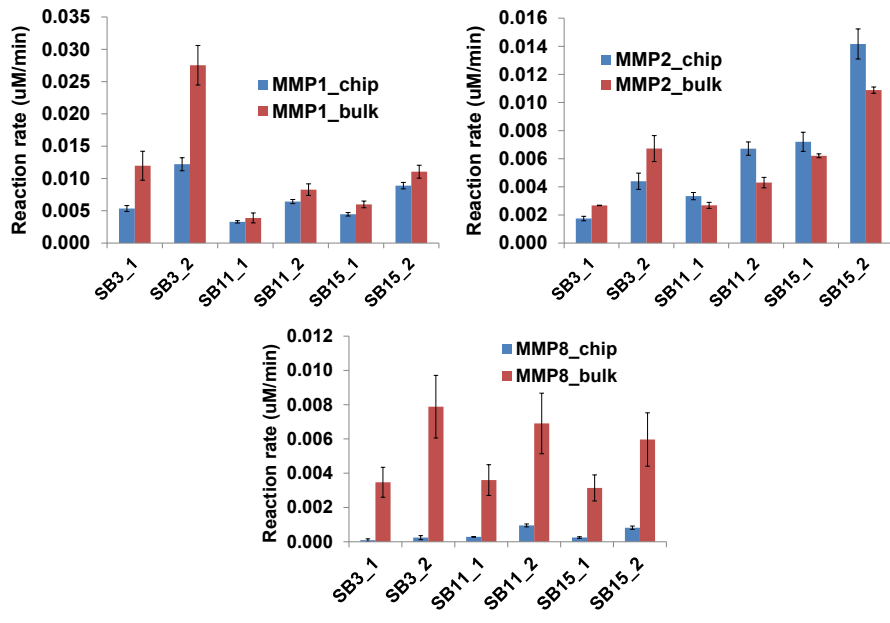 Reaction rate (uM/min)
0.035
0.030
0.025
0.020
0.015
0.010
0.005
0.000
MMP1_chip
MMP1_bulk
SB3_1
SB3_2
SB11_1
SB11_2
SB15_1
SB15_2
Reaction rate (uM/min)
0.016
0.014
0.012
0.010
0.008
0.006
0.004
0.002
0.000
MMP2_chip
MMP2_bulk
SB3_1
SB3_2
SB11_1
SB11_2
SB15_1
SB15_2
Reaction rate (uM/min)
0.012
0.010
0.008
0.006
0.004
0.002
0.000
MMP8_chip
MMP8_bulk
SB3_1
SB3_2
SB11_1
SB11_2
SB15_1
SB15_2